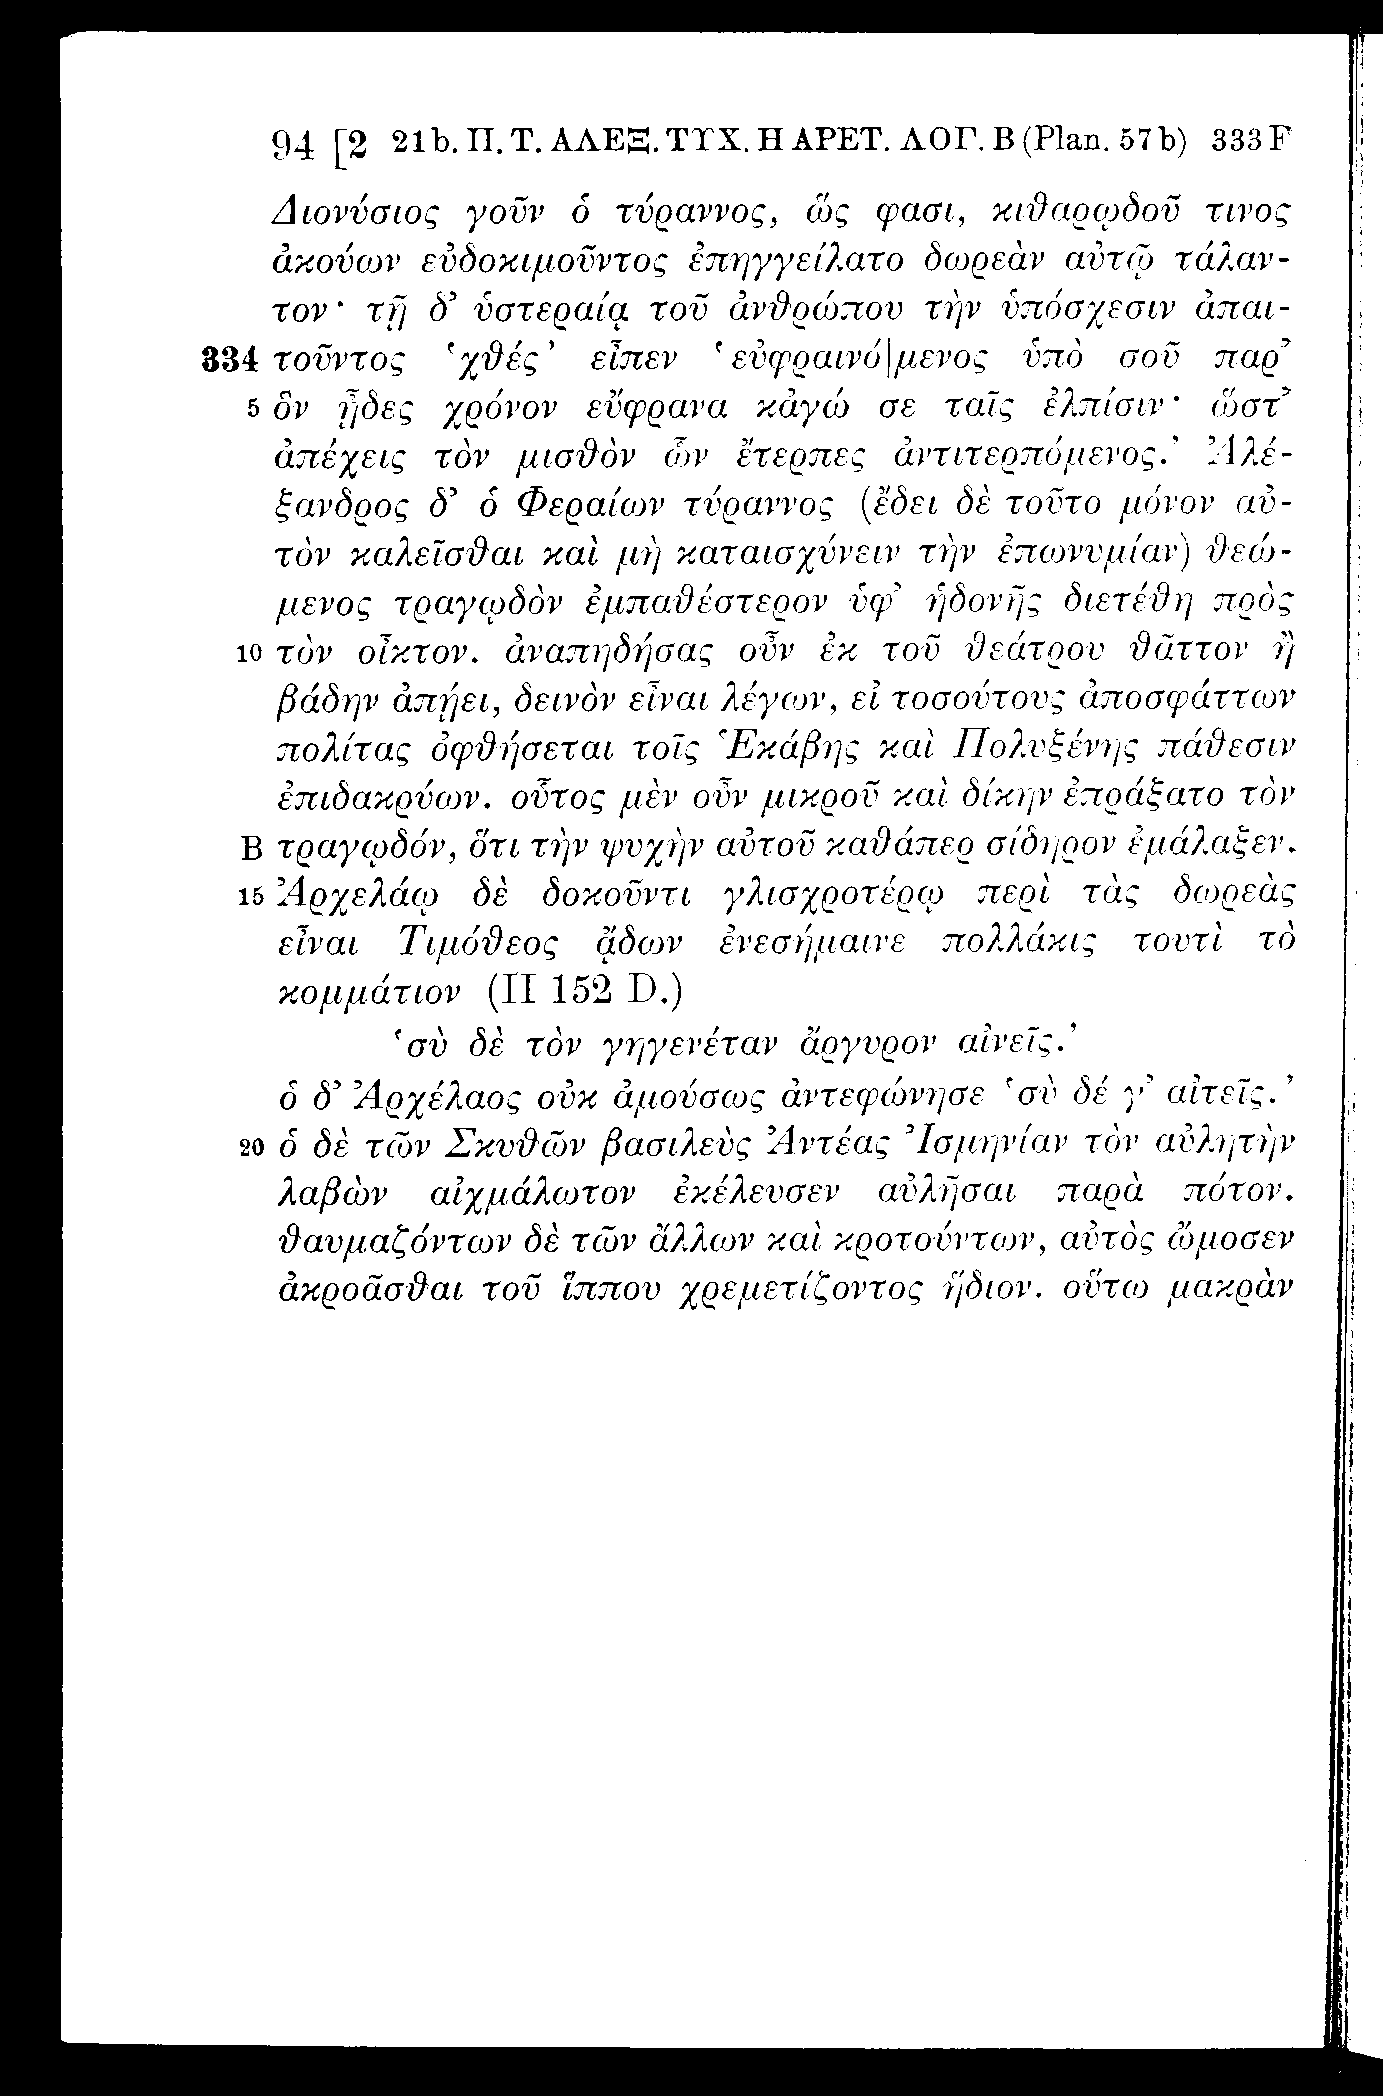 94 [2 21b. Π. Τ. ΑΛΕΞ. ΤΥΧ. Η ΑΡΕΤ. ΛΟΓ. Β (Plan. 57b) 333 F
Διονύσιος γοῦν ὁ τύραννος, ὥς φασι, κιθαρῳδοῦ τινος
ἀκούων εὐδοκιμοῦντος ἐπηγγείλατο δωρεὰν αὐτῷ τάλαν-
τον· τῇ δ’ ὑστεραίᾳ τοῦ ἀνθρώπου τὴν ὑπόσχεσιν ἀπαι-
334 τοῦντος ‘χθές’ εἶπεν ‘εὐφραινό|μενος ὑπὸ σοῦ παρ’
5 ὃν ᾖδες χρόνον εὔφρανα κἀγώ σε ταῖς ἐλπίσιν· ὥστ’
ἀπέχεις τὸν μισθὸν ὧν ἔτερπες ἀντιτερπόμενος.’ Ἀλέ-
ξανδρος δ’ ὁ Φεραίων τύραννος (ἔδει δὲ τοῦτο μόνον αὐ-
τὸν καλεῖσθαι καὶ μὴ καταισχύνειν τὴν ἐπωνυμίαν) θεώ-
μενος τραγῳδὸν ἐμπαθέστερον ὑφ’ ἡδονῆς διετέθη πρὸς
10 τὸν οἶκτον. ἀναπηδήσας οὖν ἐκ τοῦ θεάτρου θᾶττον ἢ
βάδην ἀπῄει, δεινὸν εἶναι λέγων, εἰ τοσούτους ἀποσφάττων
πολίτας ὀφθήσεται τοῖς Ἑκάβης καὶ Πολυξένης πάθεσιν
ἐπιδακρύων. οὗτος μὲν οὖν μικροῦ καὶ δίκην ἐπράξατο τὸν
B τραγῳδόν, ὅτι τὴν ψυχὴν αὐτοῦ καθάπερ σίδηρον ἐμάλαξεν.
15 Ἀρχελάῳ δὲ δοκοῦντι γλισχροτέρῳ περὶ τὰς δωρεὰς
εἶναι Τιμόθεος ᾄδων ἐνεσήμαινε πολλάκις τουτὶ τὸ
κομμάτιον (II 152 D.)
‘σὺ δὲ τὸν γηγενέταν ἄργυρον αἰνεῖς.’
ὁ δ’ Ἀρχέλαος οὐκ ἀμούσως ἀντεφώνησε ‘σὺ δέ γ’ αἰτεῖς.’
20 ὁ δὲ τῶν Σκυθῶν βασιλεὺς Ἀντέας Ἰσμηνίαν τὸν αὐλητὴν
λαβὼν αἰχμάλωτον ἐκέλευσεν αὐλῆσαι παρὰ πότον.
θαυμαζόντων δὲ τῶν ἄλλων καὶ κροτούντων, αὐτὸς ὤμοσεν
ἀκροᾶσθαι τοῦ ἵππου χρεμετίζοντος ἥδιον. οὕτω μακρὰν